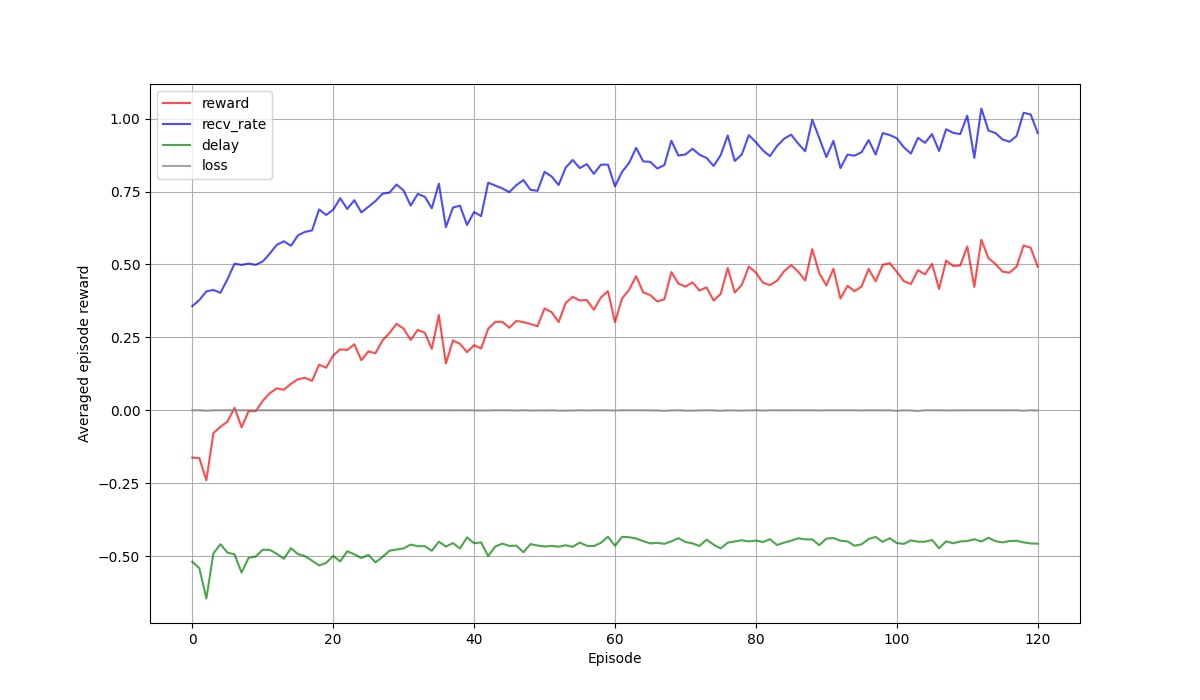 reward
recv_rate
delay
loss
1.00
0.75
0.50
0.25
0.00
−0.25
−0.50
Averaged episode reward
0 20 40 60 80 100 120
Episode